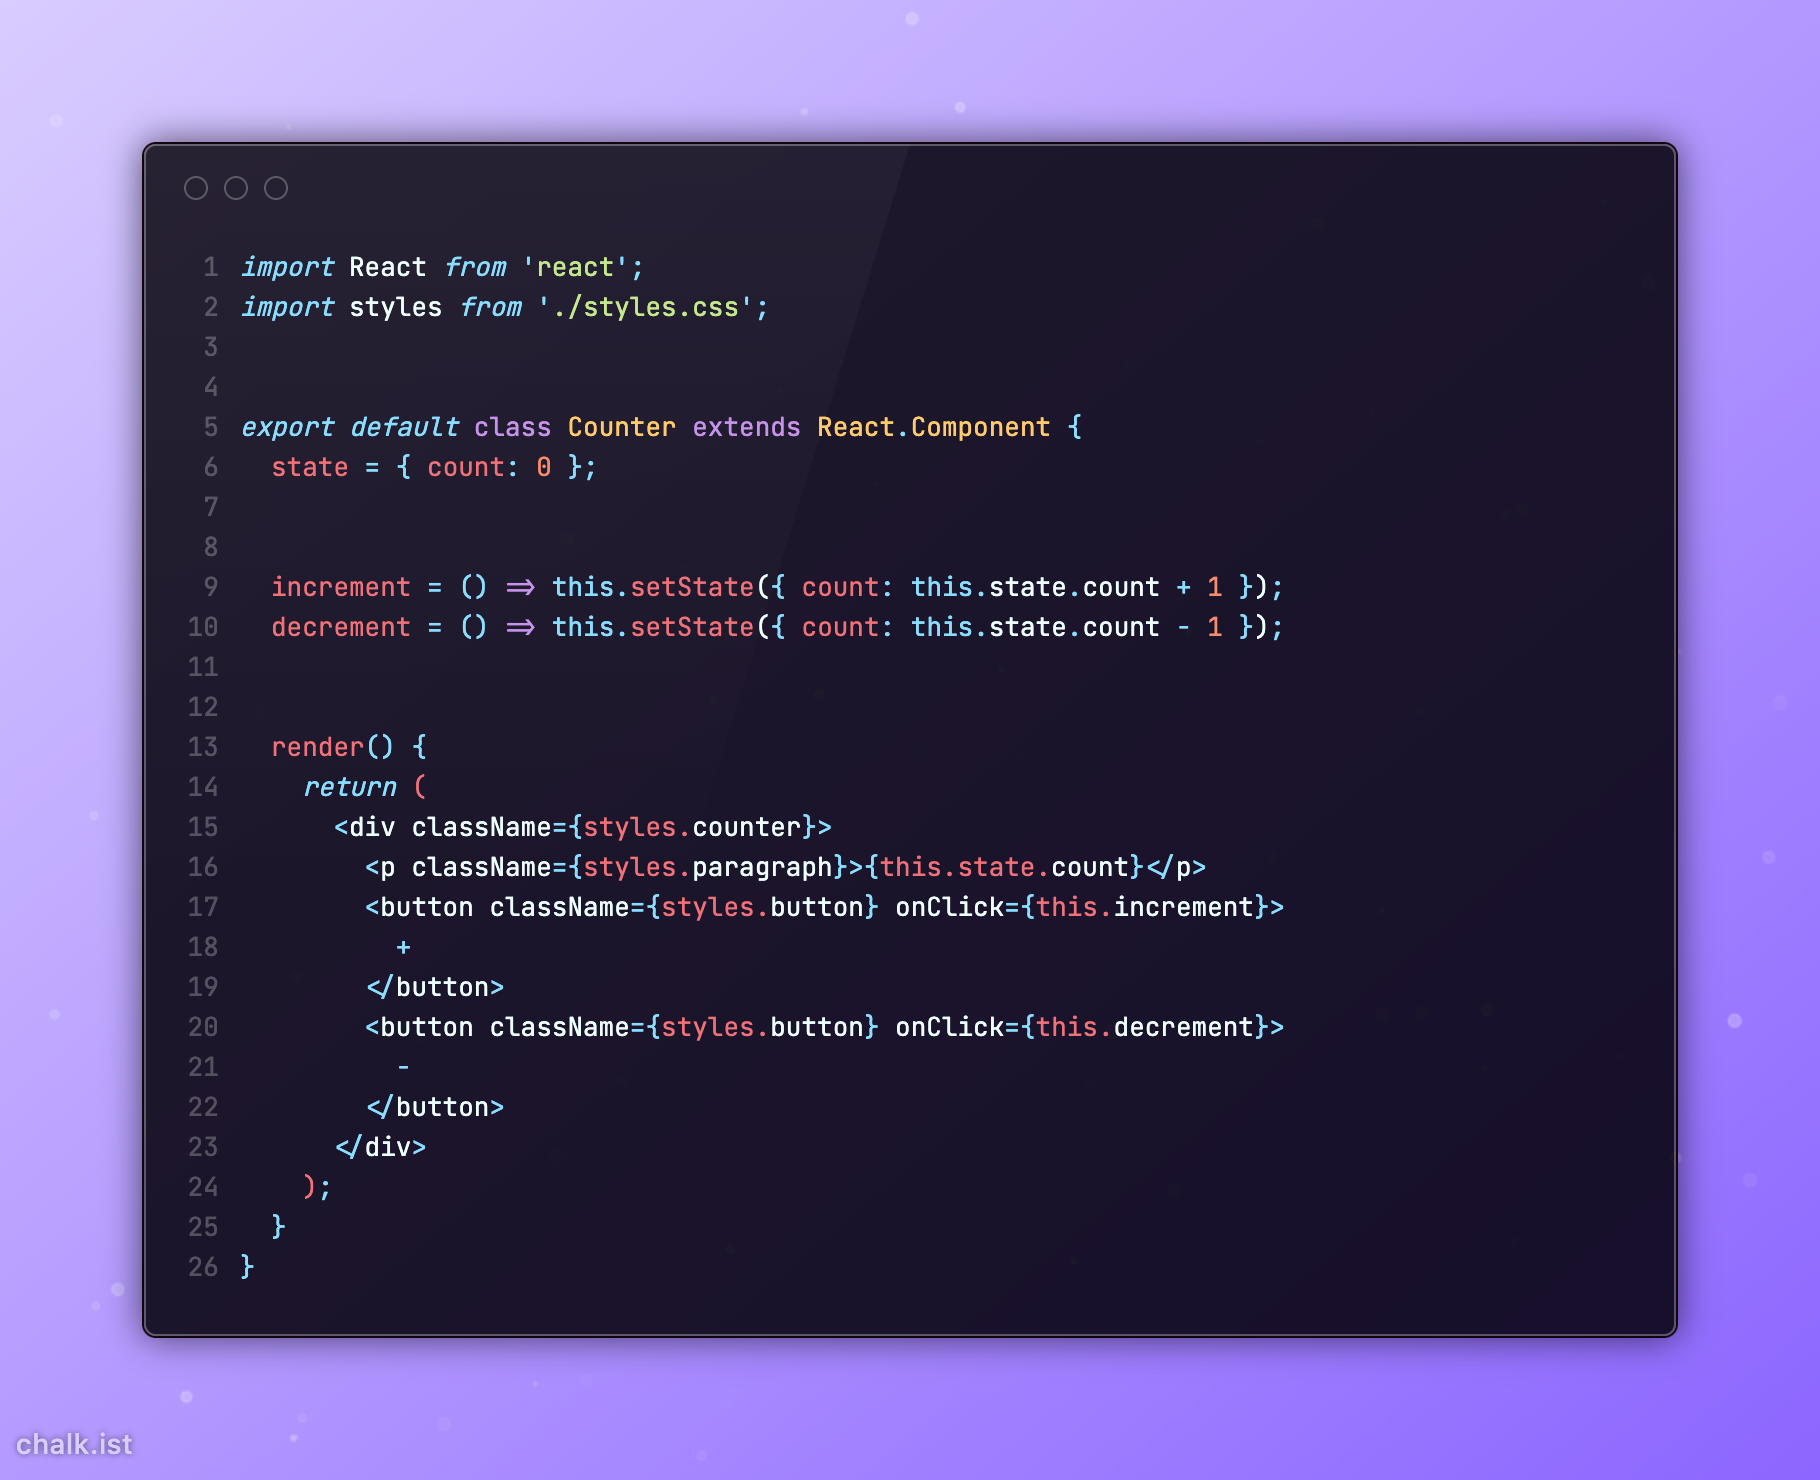 1 import React from 'react';
2 import styles from './styles.css';
3
4
5 export default class Counter extends React.Component {
6   state = { count: 0 };
7
8
9   increment = () => this.setState({ count: this.state.count + 1 });
10   decrement = () => this.setState({ count: this.state.count - 1 });
11
12
13   render() {
14     return (
15       <div className={styles.counter}>
16         <p className={styles.paragraph}>{this.state.count}</p>
17         <button className={styles.button} onClick={this.increment}>
18           +
19         </button>
20         <button className={styles.button} onClick={this.decrement}>
21           -
22         </button>
23       </div>
24     );
25   }
26 }
chalk.ist